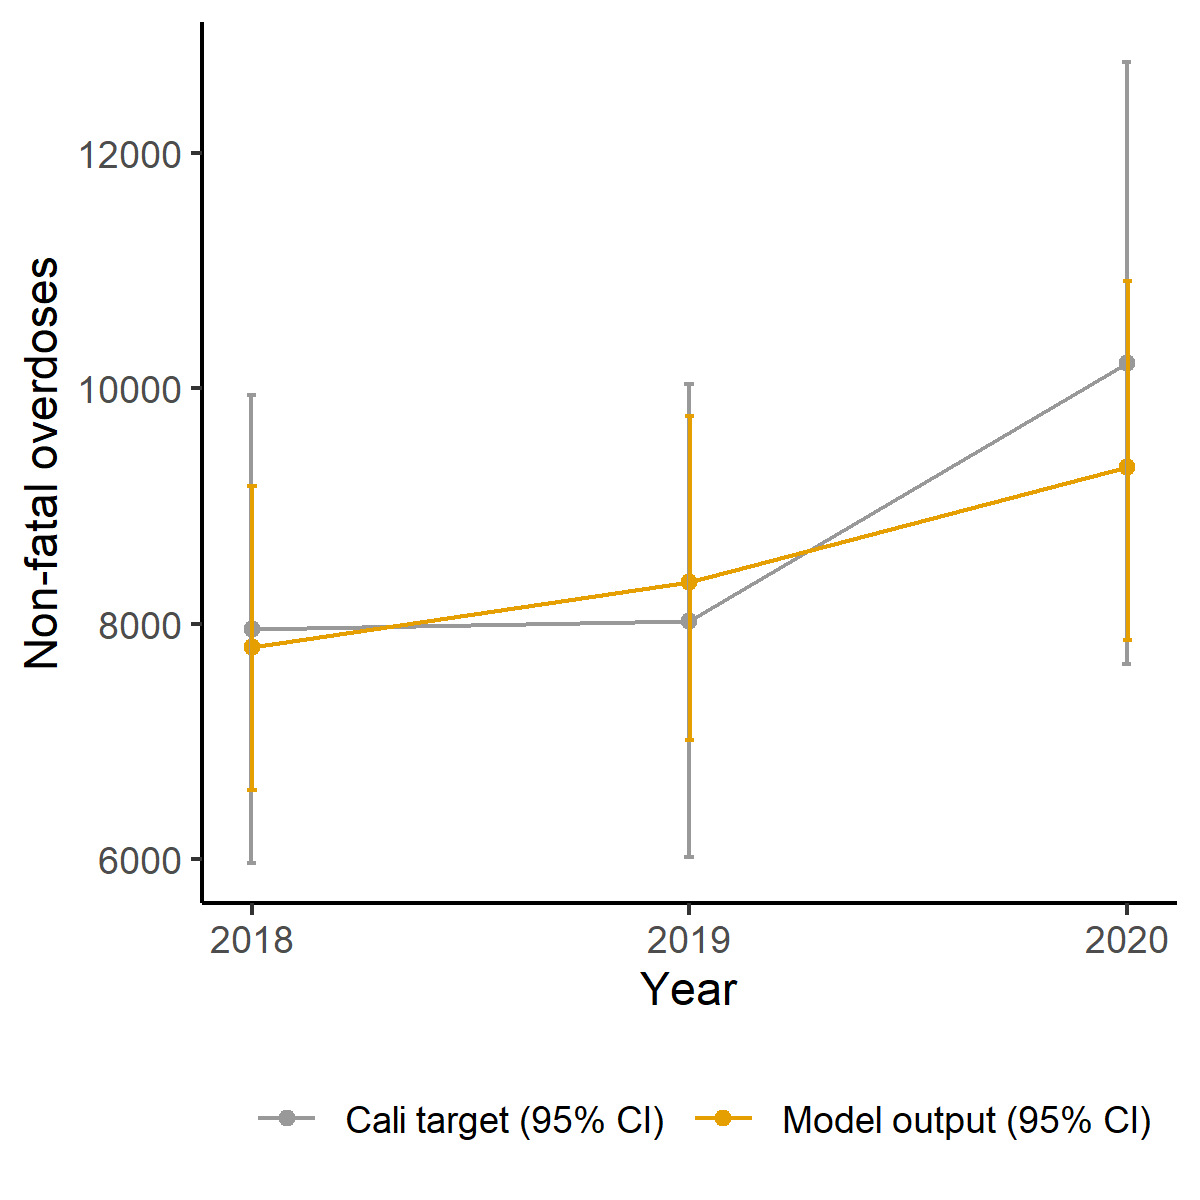 Non-fatal overdoses
12000
10000
8000
6000
2018 2019 2020
Year
Cali target (95% CI) Model output (95% CI)